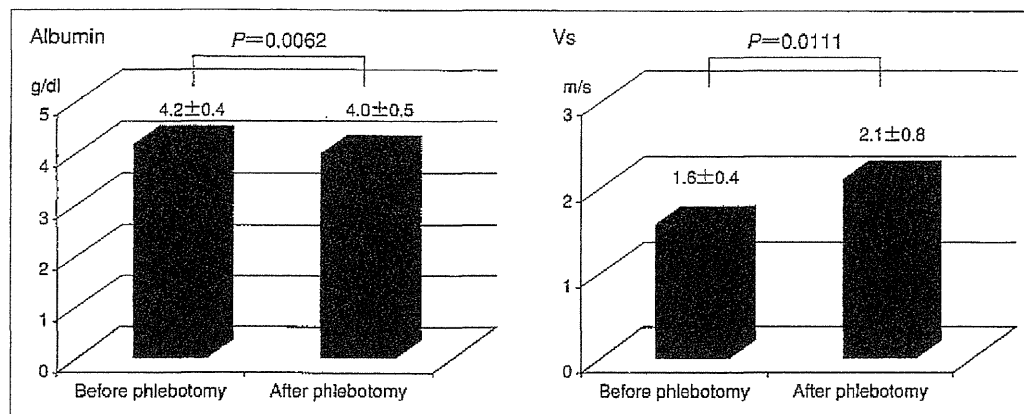 Albumin
P=0.0062
g/dl
5
4
3
2
1
0
4.2±0.4
4.0±0.5
Before phlebotomy
After phlebotomy
Vs
P=0.0111
m/s
3
2
1
0
1.6±0.4
2.1±0.8
Before phlebotomy
After phlebotomy